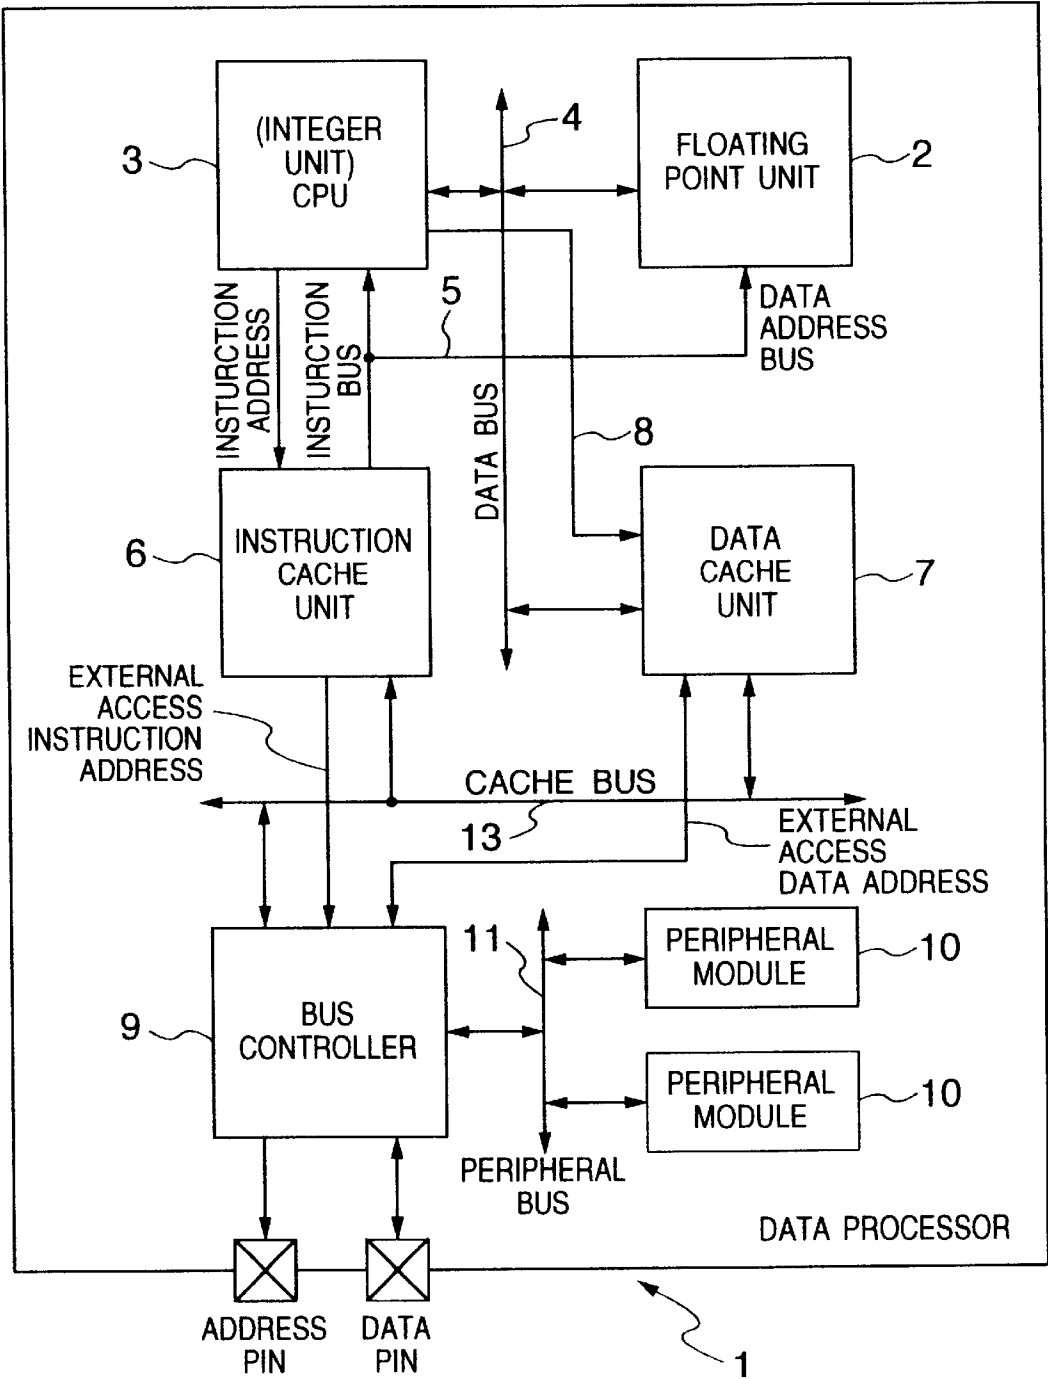 (INTEGER
UNIT)
CPU
3
4
FLOATING
POINT UNIT
2
INSTURCTION
ADDRESS
INSTURCTION
BUS
5
DATA
ADDRESS
BUS
DATA BUS
8
INSTRUCTION
CACHE
UNIT
6
DATA
CACHE
UNIT
7
EXTERNAL
ACCESS
INSTRUCTION
ADDRESS
CACHE BUS
13
EXTERNAL
ACCESS
DATA ADDRESS
BUS
CONTROLLER
9
11
PERIPHERAL
MODULE
10
PERIPHERAL
MODULE
10
PERIPHERAL
BUS
DATA PROCESSOR
ADDRESS
PIN
DATA
PIN
1